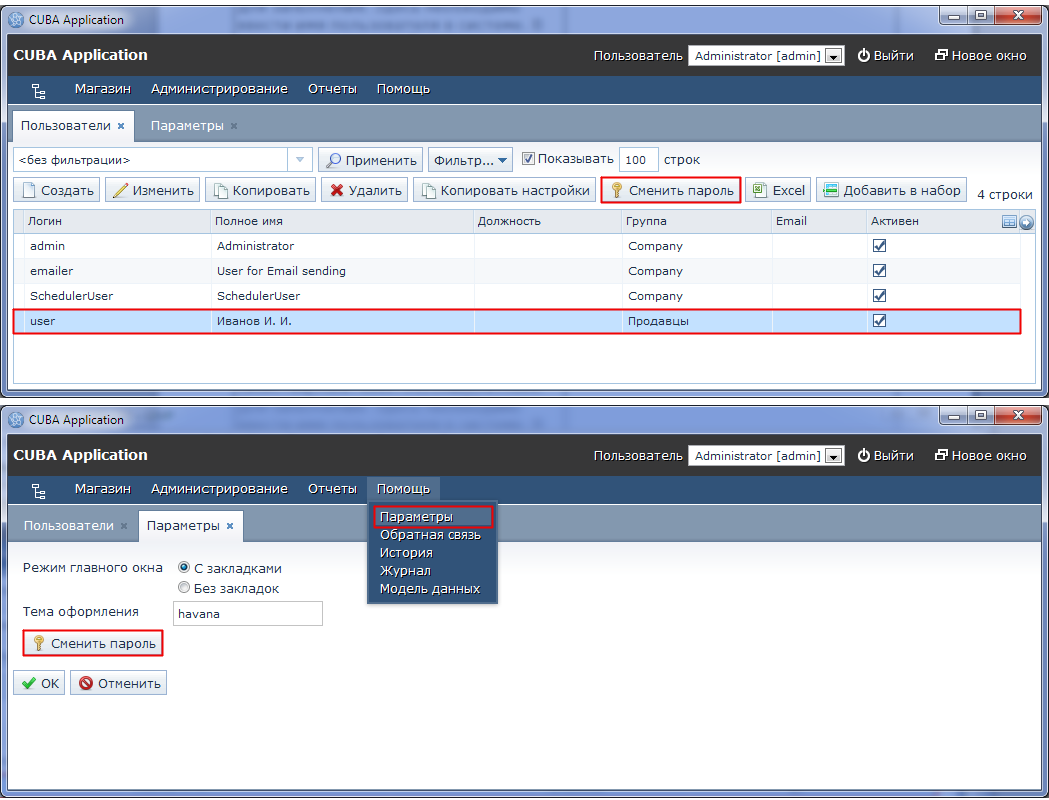 CUBA Application
CUBA Application Пользователь Administrator [admin] Выйти Новое окно
Магазин Администрирование Отчеты Помощь
Пользователи × Параметры ×
<без фильтрации> Применить Фильтр... Показывать 100 строк
Создать Изменить Копировать Удалить Копировать настройки Сменить пароль Excel Добавить в набор 4 строки
Логин Полное имя Должность Группа Email Активен
admin Administrator Company
emailer User for Email sending Company
SchedulerUser SchedulerUser Company
user Иванов И. И. Продавцы
CUBA Application
CUBA Application Пользователь Administrator [admin] Выйти Новое окно
Магазин Администрирование Отчеты Помощь
Пользователи × Параметры ×
Параметры
Обратная связь
История
Журнал
Модель данных
Режим главного окна С закладками
Без закладок
Тема оформления havana
Сменить пароль
OK Отменить